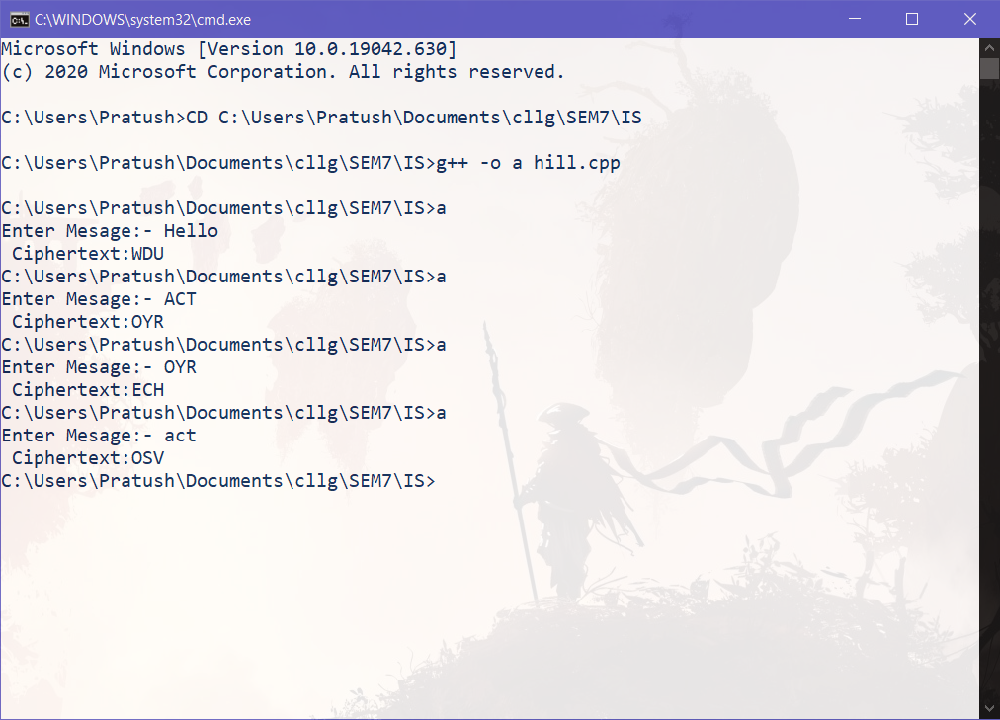 C:\WINDOWS\system32\cmd.exe
Microsoft Windows [Version 10.0.19042.630]
(c) 2020 Microsoft Corporation. All rights reserved.
C:\Users\Pratush>CD C:\Users\Pratush\Documents\cllg\SEM7\IS
C:\Users\Pratush\Documents\cllg\SEM7\IS>g++ -o a hill.cpp
C:\Users\Pratush\Documents\cllg\SEM7\IS>a
Enter Mesage:- Hello
 Ciphertext:WDU
C:\Users\Pratush\Documents\cllg\SEM7\IS>a
Enter Mesage:- ACT
 Ciphertext:OYR
C:\Users\Pratush\Documents\cllg\SEM7\IS>a
Enter Mesage:- OYR
 Ciphertext:ECH
C:\Users\Pratush\Documents\cllg\SEM7\IS>a
Enter Mesage:- act
 Ciphertext:OSV
C:\Users\Pratush\Documents\cllg\SEM7\IS>